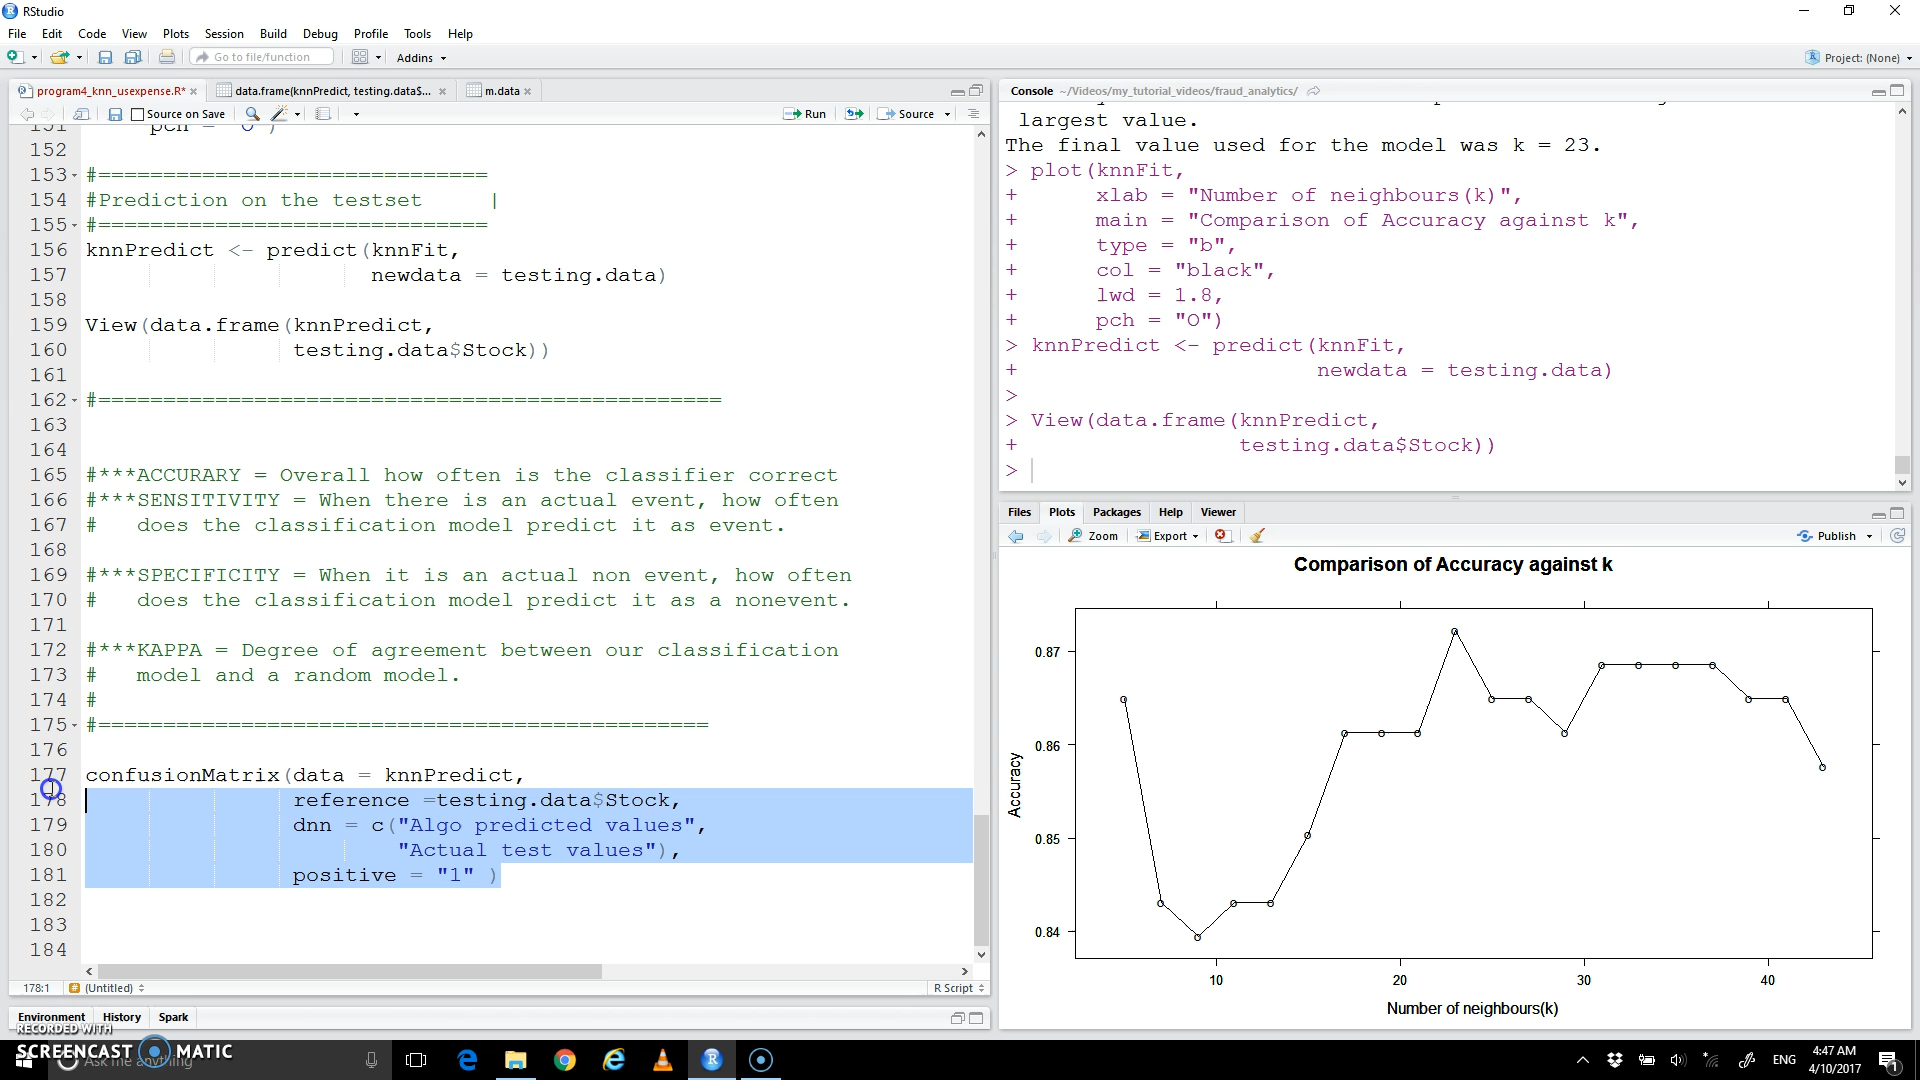 RStudio
File Edit Code View Plots Session Build Debug Profile Tools Help
Go to file/function
Addins
Project: (None)
program4_knn_usexpense.R*
data.frame(knnPredict, testing.data$...
m.data
Source on Save
Run
Source
151 pch = "O")
152
153 #==============================
154 #Prediction on the testset |
155 #==============================
156 knnPredict <- predict(knnFit,
157 newdata = testing.data)
158
159 View(data.frame(knnPredict,
160 testing.data$Stock))
161
162 #================================================
163
164
165 #***ACCURARY = Overall how often is the classifier correct
166 #***SENSITIVITY = When there is an actual event, how often
167 # does the classification model predict it as event.
168
169 #***SPECIFICITY = When it is an actual non event, how often
170 # does the classification model predict it as a nonevent.
171
172 #***KAPPA = Degree of agreement between our classification
173 # model and a random model.
174 #
175 #===============================================
176
177 confusionMatrix(data = knnPredict,
178 reference =testing.data$Stock,
179 dnn = c("Algo predicted values",
180 "Actual test values"),
181 positive = "1" )
182
183
184
178:1
(Untitled)
R Script
Environment History Spark
Console ~/Videos/my_tutorial_videos/fraud_analytics/
largest value.
The final value used for the model was k = 23.
> plot(knnFit,
+ xlab = "Number of neighbours(k)",
+ main = "Comparison of Accuracy against k",
+ type = "b",
+ col = "black",
+ lwd = 1.8,
+ pch = "O")
> knnPredict <- predict(knnFit,
+ newdata = testing.data)
>
> View(data.frame(knnPredict,
+ testing.data$Stock))
>
Files Plots Packages Help Viewer
Zoom Export Publish
Comparison of Accuracy against k
0.87
0.86
0.85
0.84
Accuracy
10 20 30 40
Number of neighbours(k)
RECORDED WITH
SCREENCAST MATIC
Ask me anything
ENG
4:47 AM
4/10/2017
1